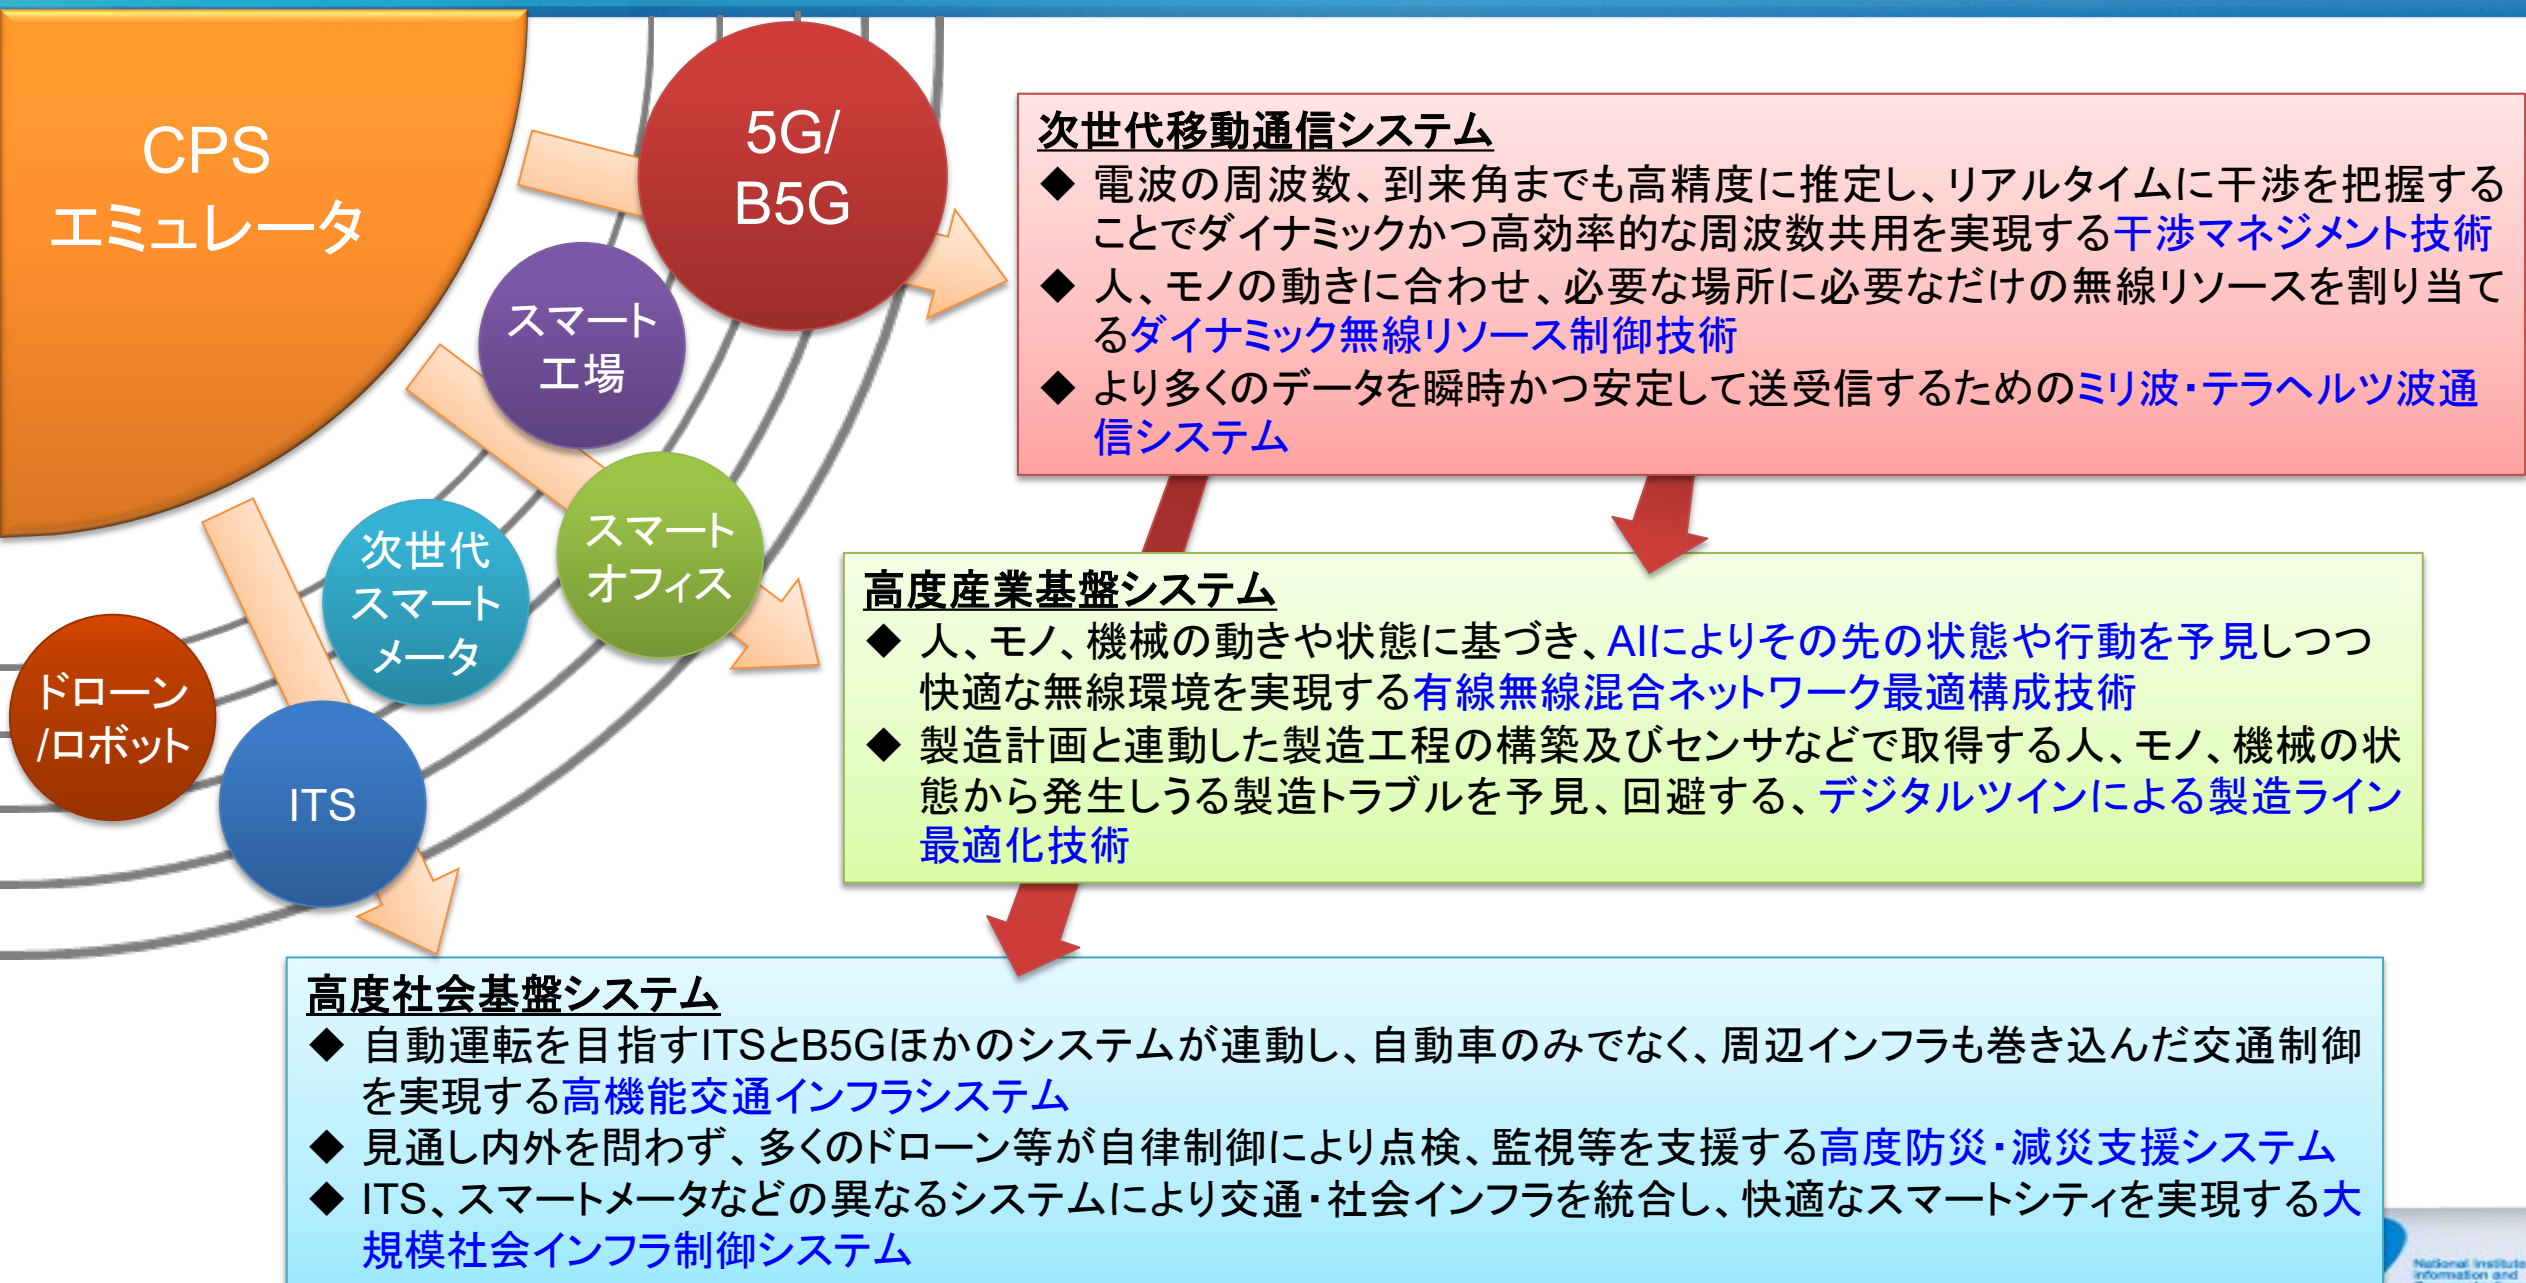 CPS
エミュレータ
5G/
B5G
スマート
工場
スマート
オフィス
次世代
スマート
メータ
ドローン
/ロボット
ITS
次世代移動通信システム
◆ 電波の周波数、到来角までも高精度に推定し、リアルタイムに干渉を把握する
ことでダイナミックかつ高効率的な周波数共用を実現する干渉マネジメント技術
◆ 人、モノの動きに合わせ、必要な場所に必要なだけの無線リソースを割り当て
るダイナミック無線リソース制御技術
◆ より多くのデータを瞬時かつ安定して送受信するためのミリ波・テラヘルツ波通
信システム
高度産業基盤システム
◆ 人、モノ、機械の動きや状態に基づき、AIによりその先の状態や行動を予見しつつ
快適な無線環境を実現する有線無線混合ネットワーク最適構成技術
◆ 製造計画と連動した製造工程の構築及びセンサなどで取得する人、モノ、機械の状
態から発生しうる製造トラブルを予見、回避する、デジタルツインによる製造ライン
最適化技術
高度社会基盤システム
◆ 自動運転を目指すITSとB5Gほかのシステムが連動し、自動車のみでなく、周辺インフラも巻き込んだ交通制御
を実現する高機能交通インフラシステム
◆ 見通し内外を問わず、多くのドローン等が自律制御により点検、監視等を支援する高度防災・減災支援システム
◆ ITS、スマートメータなどの異なるシステムにより交通・社会インフラを統合し、快適なスマートシティを実現する大
規模社会インフラ制御システム
National Institute
Information and